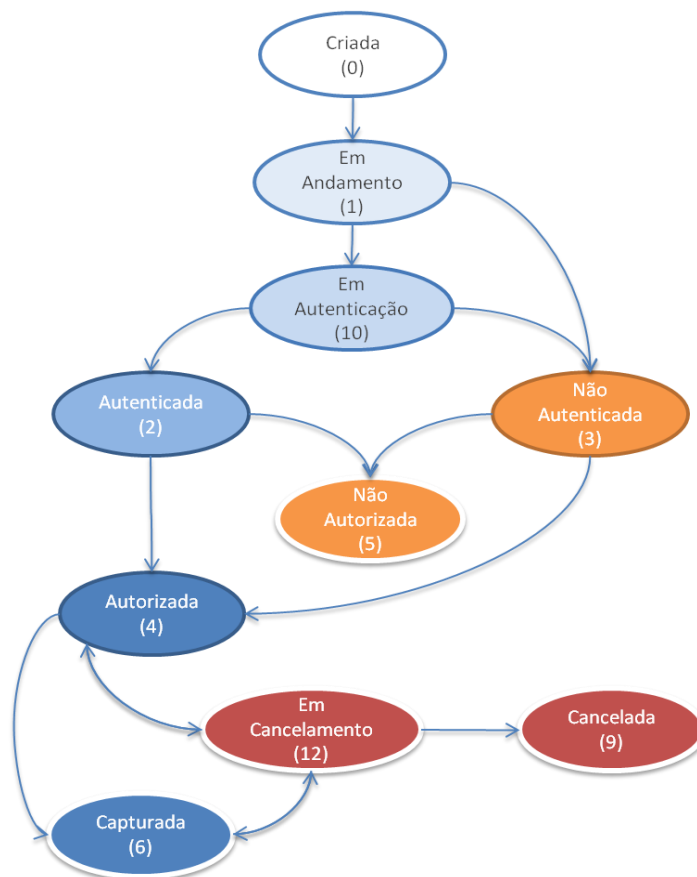 Criada
(0)
Em
Andamento
(1)
Em
Autenticação
(10)
Autenticada
(2)
Não
Autenticada
(3)
Não
Autorizada
(5)
Autorizada
(4)
Em
Cancelamento
(12)
Cancelada
(9)
Capturada
(6)